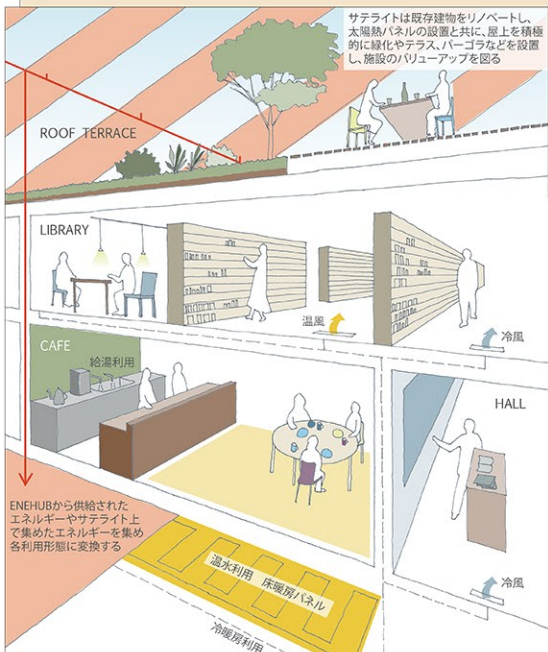 サテライトは既存建物をリノベートし、
太陽熱パネルの設置と共に、屋上を積極
的に緑化やテラス、パーゴラなどを設置
し、施設のバリューアップを図る
ROOF TERRACE
LIBRARY
温風
冷風
CAFE
給湯利用
HALL
ENEHUBから供給された
エネルギーやサテライト上
で集めたエネルギーを集め
各利用形態に変換する
冷風
温水利用 床暖房パネル
冷暖房利用